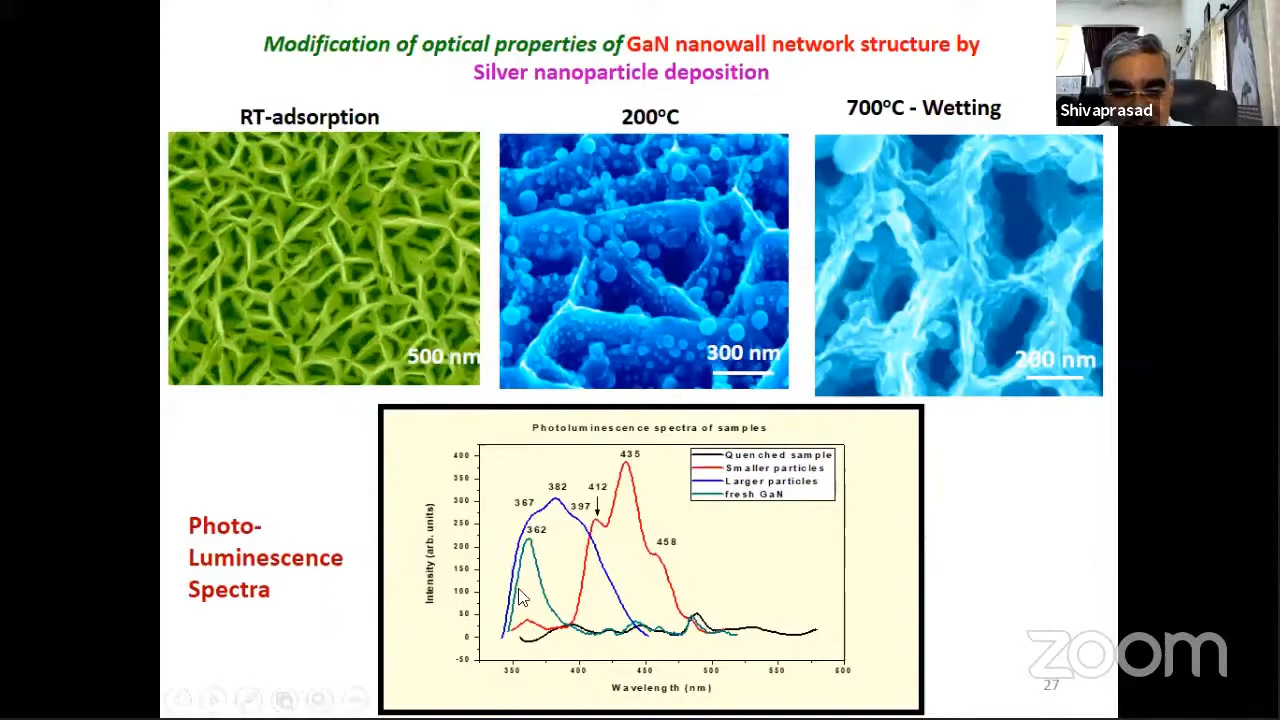 Modification of optical properties of GaN nanowall network structure by
Silver nanoparticle deposition
Shivaprasad
RT-adsorption
200°C
700°C - Wetting
500 nm
300 nm
200 nm
Photoluminescence spectra of samples
Quenched sample
Smaller particles
Larger particles
fresh GaN
435
412
382
397
367
362
458
400
350
300
250
200
150
100
50
0
-50
Intensity (arb. units)
350 400 450 500 550 600
Wavelength (nm)
Photo-
Luminescence
Spectra
zoom
27